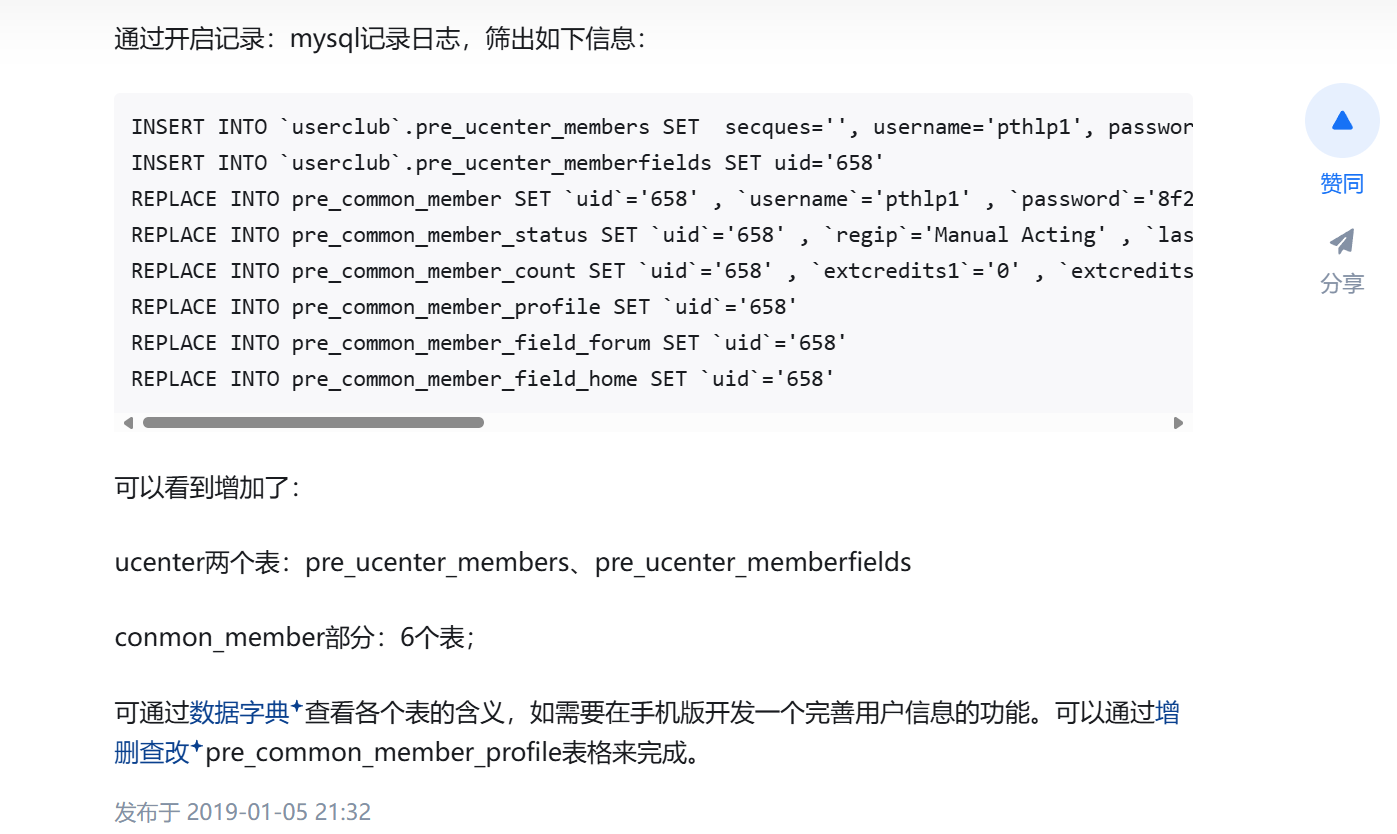 通过开启记录：mysql记录日志，筛出如下信息：
INSERT INTO `userclub`.pre_ucenter_members SET  secques='', username='pthlp1', passwor
INSERT INTO `userclub`.pre_ucenter_memberfields SET uid='658'
REPLACE INTO pre_common_member SET `uid`='658' , `username`='pthlp1' , `password`='8f2
REPLACE INTO pre_common_member_status SET `uid`='658' , `regip`='Manual Acting' , `las
REPLACE INTO pre_common_member_count SET `uid`='658' , `extcredits1`='0' , `extcredits
REPLACE INTO pre_common_member_profile SET `uid`='658'
REPLACE INTO pre_common_member_field_forum SET `uid`='658'
REPLACE INTO pre_common_member_field_home SET `uid`='658'
可以看到增加了：
ucenter两个表：pre_ucenter_members、pre_ucenter_memberfields
conmon_member部分：6个表；
可通过数据字典查看各个表的含义，如需要在手机版开发一个完善用户信息的功能。可以通过增
删查改pre_common_member_profile表格来完成。
发布于 2019-01-05 21:32
赞同
分享